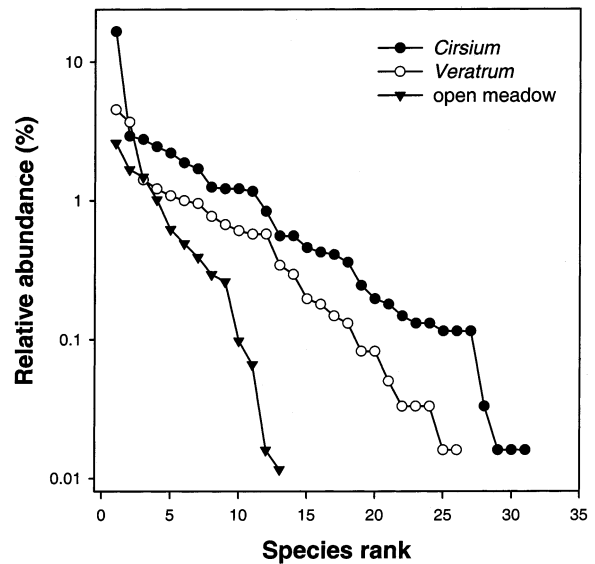 Cirsium
Veratrum
open meadow
Relative abundance (%)
10
1
0.1
0.01
0 5 10 15 20 25 30 35
Species rank